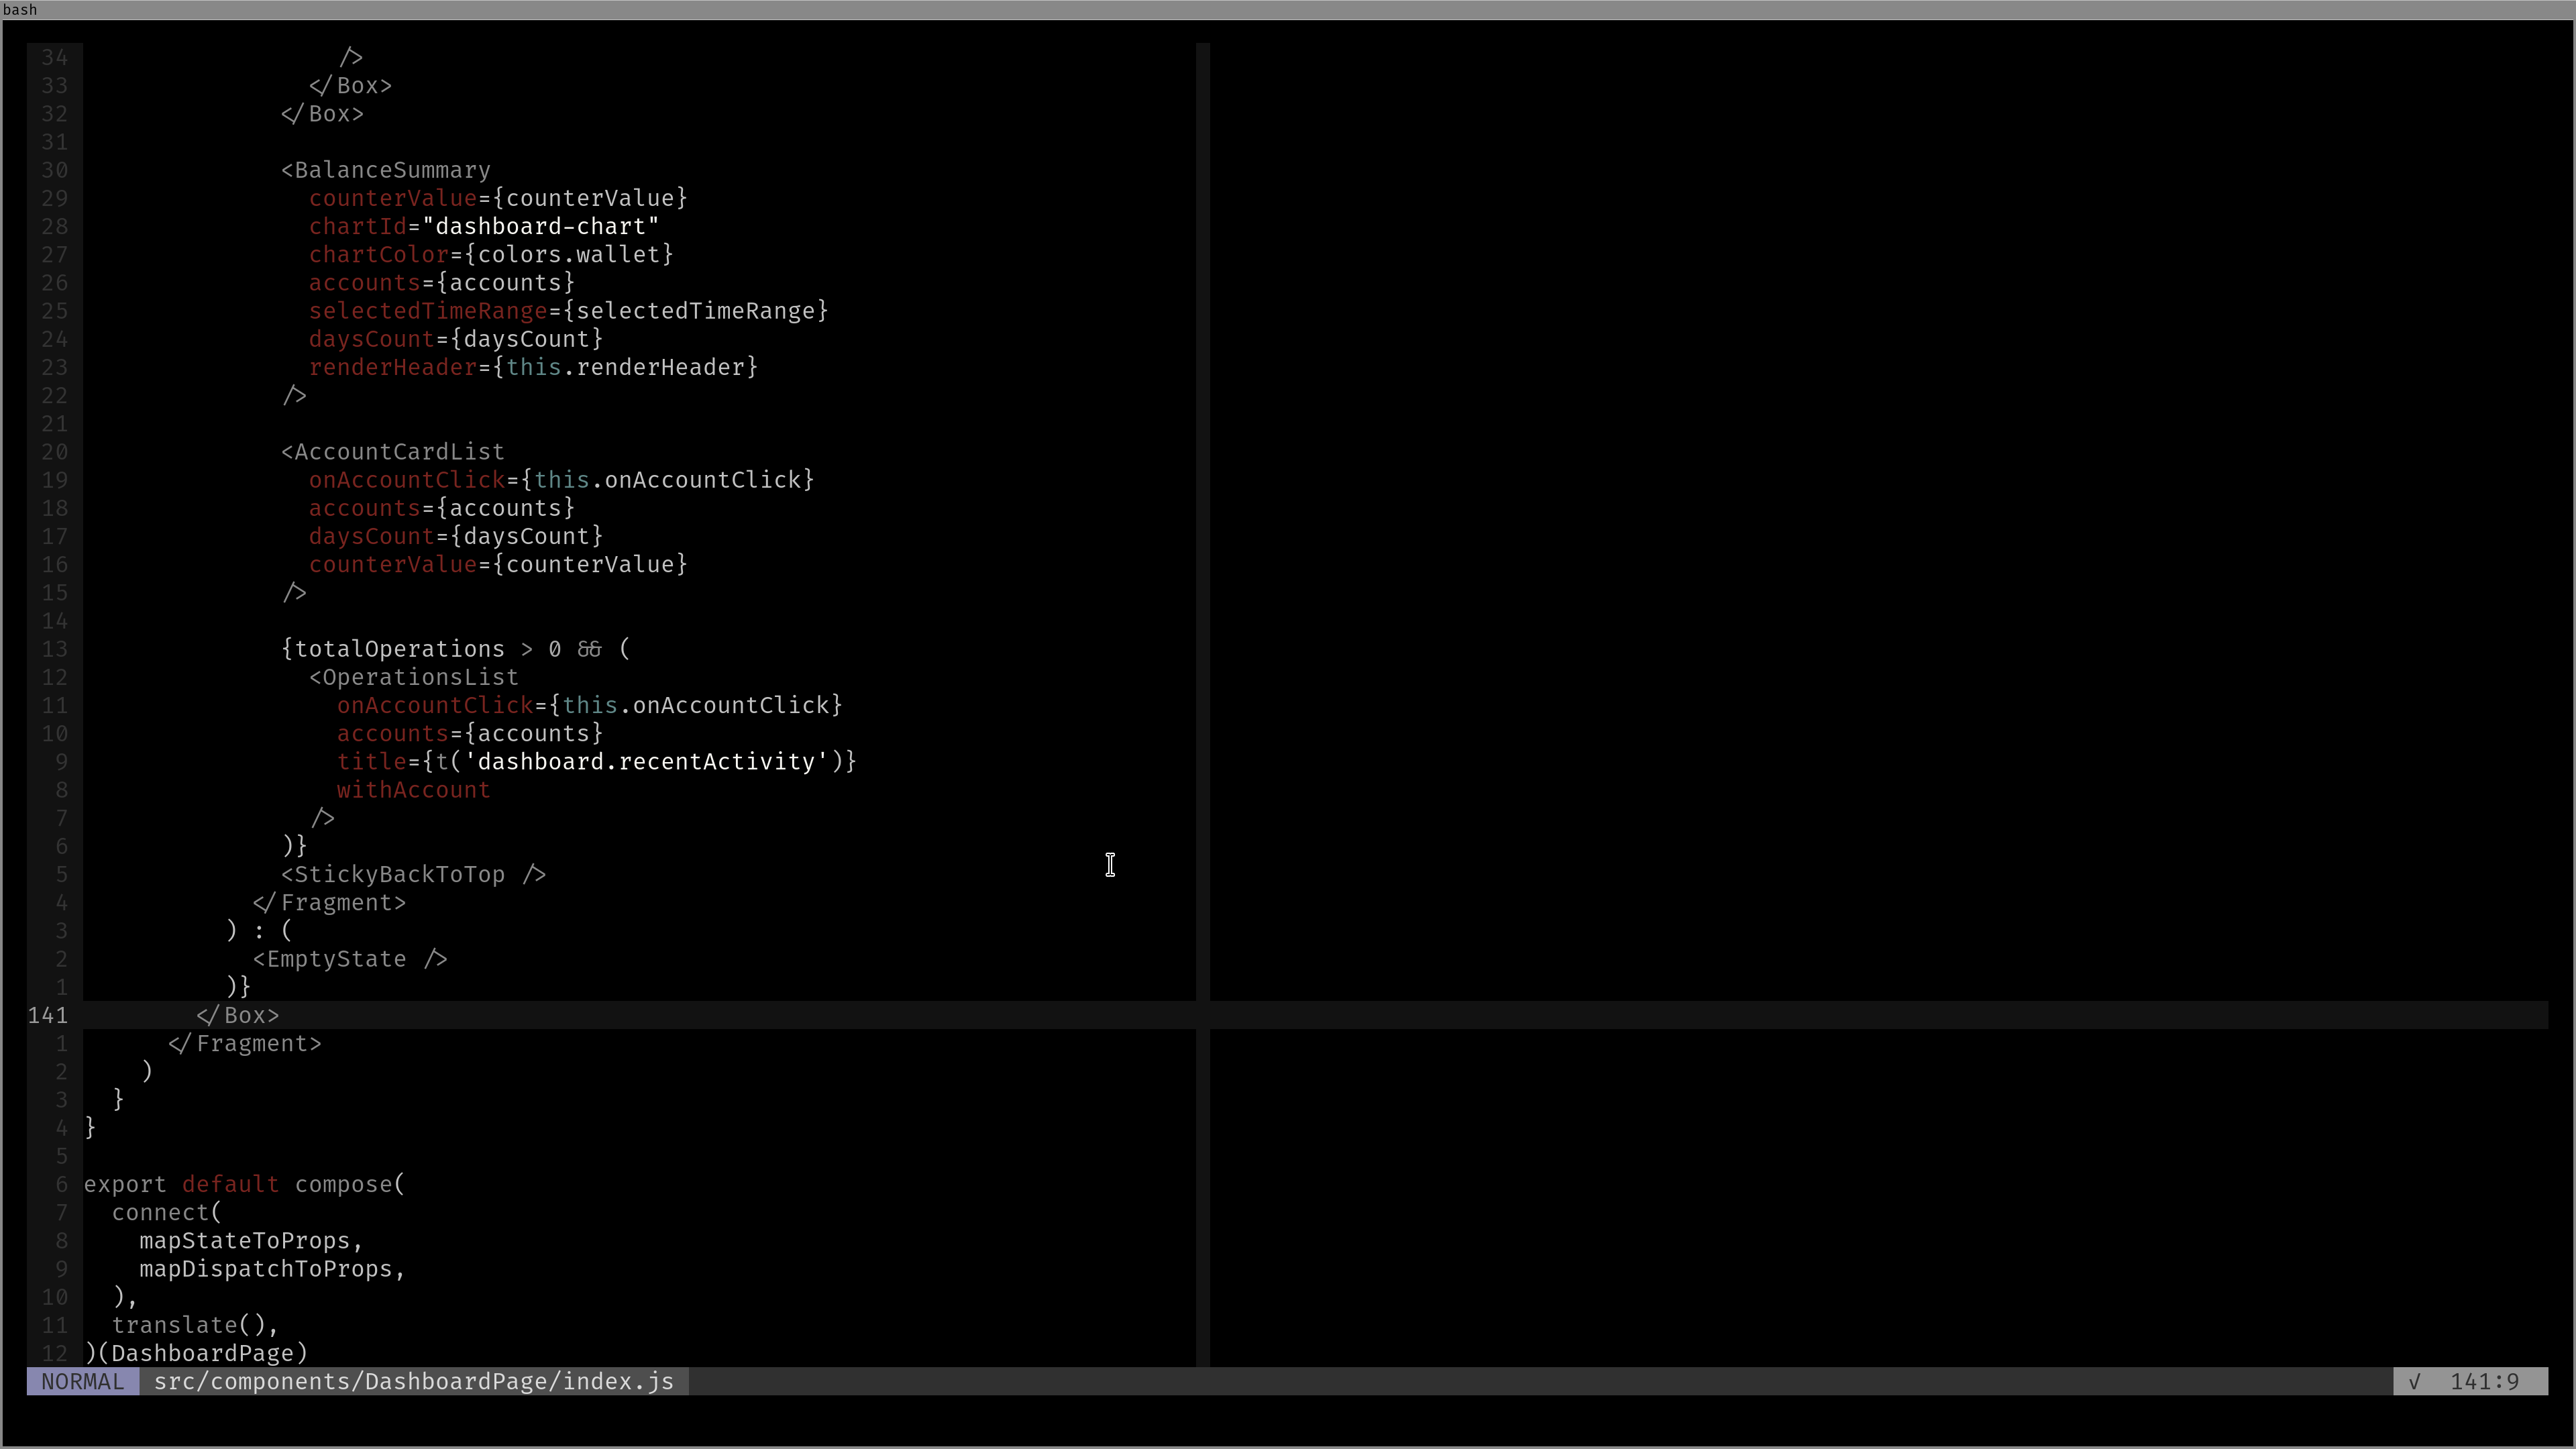 bash
34                   />
33                 </Box>
32               </Box>
31
30               <BalanceSummary
29                 counterValue={counterValue}
28                 chartId="dashboard-chart"
27                 chartColor={colors.wallet}
26                 accounts={accounts}
25                 selectedTimeRange={selectedTimeRange}
24                 daysCount={daysCount}
23                 renderHeader={this.renderHeader}
22               />
21
20               <AccountCardList
19                 onAccountClick={this.onAccountClick}
18                 accounts={accounts}
17                 daysCount={daysCount}
16                 counterValue={counterValue}
15               />
14
13               {totalOperations > 0 && (
12                 <OperationsList
11                   onAccountClick={this.onAccountClick}
10                   accounts={accounts}
9                   title={t('dashboard.recentActivity')}
8                   withAccount
7                 />
6               )}
5               <StickyBackToTop />
4             </Fragment>
3           ) : (
2             <EmptyState />
1           )}
141         </Box>
1       </Fragment>
2     )
3   }
4 }
5
6 export default compose(
7   connect(
8     mapStateToProps,
9     mapDispatchToProps,
10   ),
11   translate(),
12 )(DashboardPage)
NORMAL src/components/DashboardPage/index.js √ 141:9